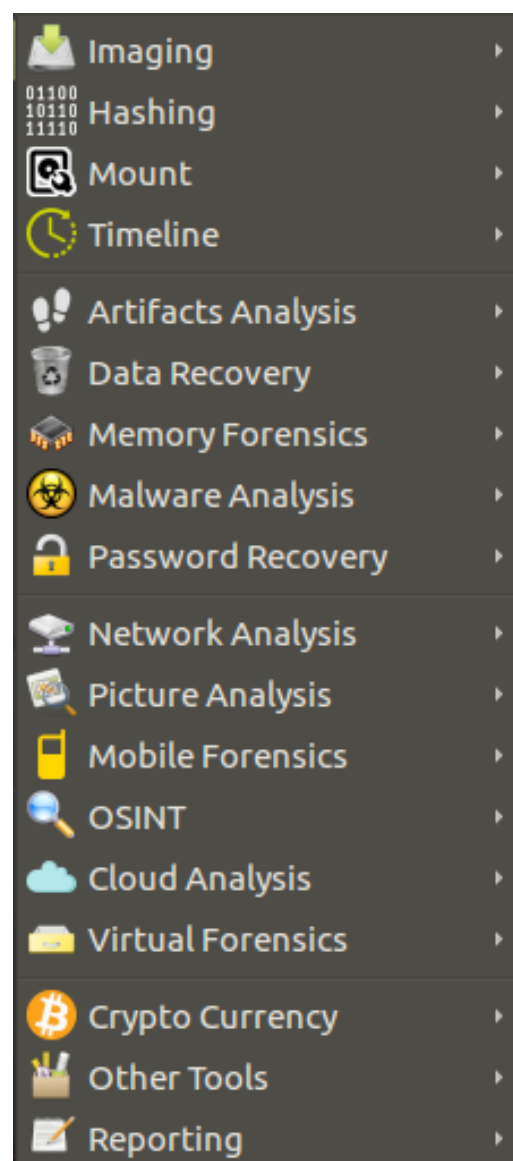 Imaging
01100
10110
11110
Hashing
Mount
Timeline
Artifacts Analysis
Data Recovery
Memory Forensics
Malware Analysis
Password Recovery
Network Analysis
Picture Analysis
Mobile Forensics
OSINT
Cloud Analysis
Virtual Forensics
Crypto Currency
Other Tools
Reporting